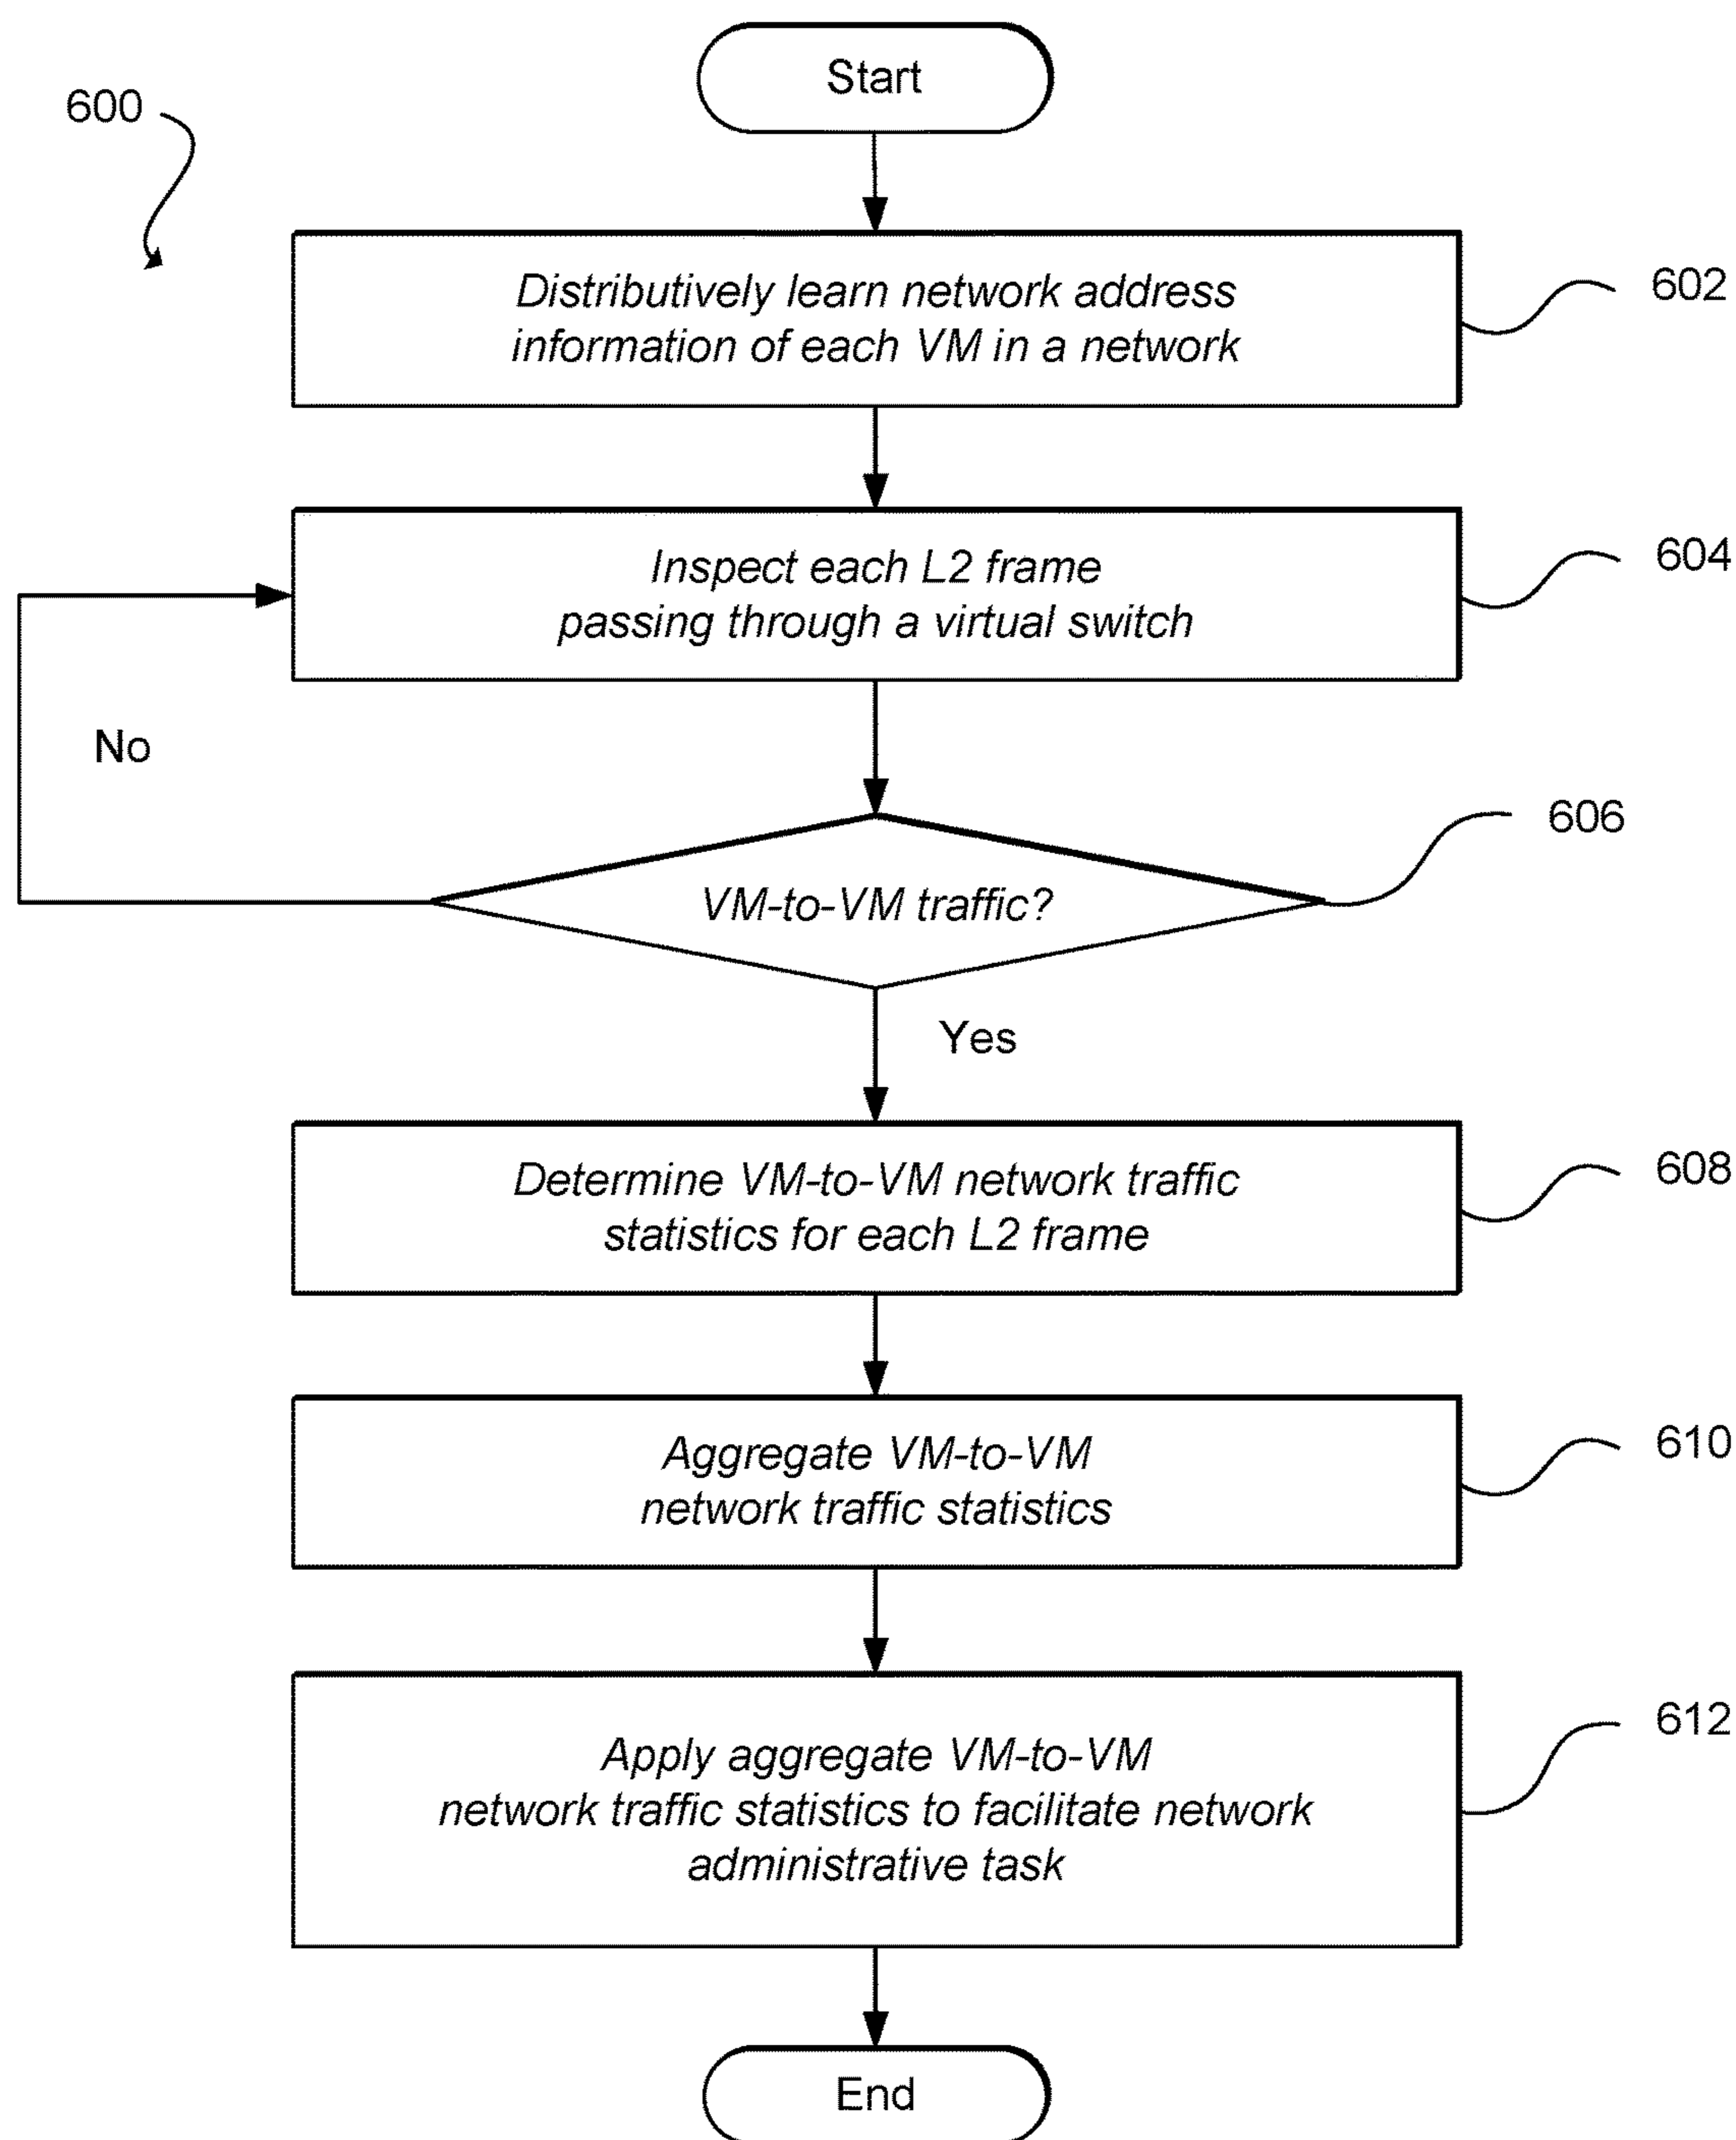 Start
600
Distributively learn network address
information of each VM in a network
602
Inspect each L2 frame
passing through a virtual switch
604
No
VM-to-VM traffic?
606
Yes
Determine VM-to-VM network traffic
statistics for each L2 frame
608
Aggregate VM-to-VM
network traffic statistics
610
Apply aggregate VM-to-VM
network traffic statistics to facilitate network
administrative task
612
End